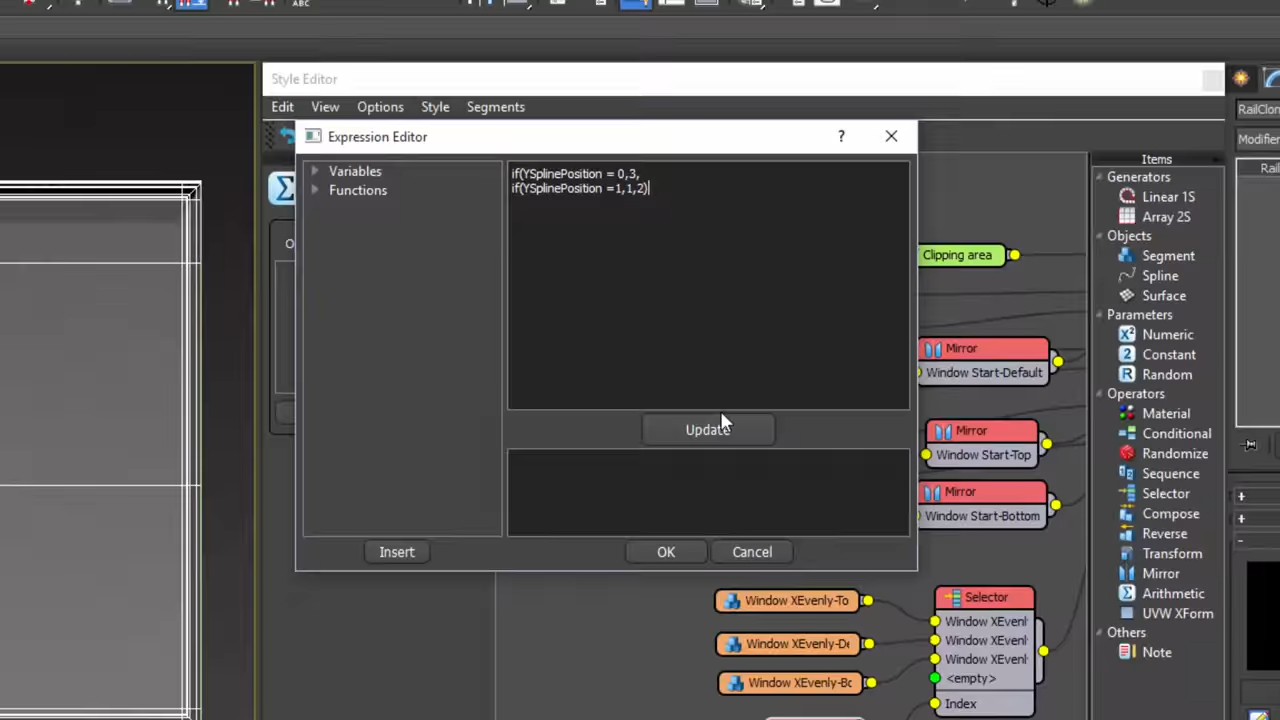 ABC
Style Editor
Edit View Options Style Segments
Expression Editor
?
Variables
Functions
if(YSplinePosition = 0,3,
if(YSplinePosition =1,1,2)
Update
Insert
OK
Cancel
Clipping area
Mirror
Window Start-Default
Mirror
Window Start-Top
Mirror
Window Start-Bottom
Window XEvenly-To
Window XEvenly-De
Window XEvenly-Bo
Selector
Window XEvenl
Window XEvenl
Window XEvenl
<empty>
Index
Items
Generators
Linear 1S
Array 2S
Objects
Segment
Spline
Surface
Parameters
Numeric
Constant
Random
Operators
Material
Conditional
Randomize
Sequence
Selector
Compose
Reverse
Transform
Mirror
Arithmetic
UVW XForm
Others
Note
RailClon
Modifier
Rail